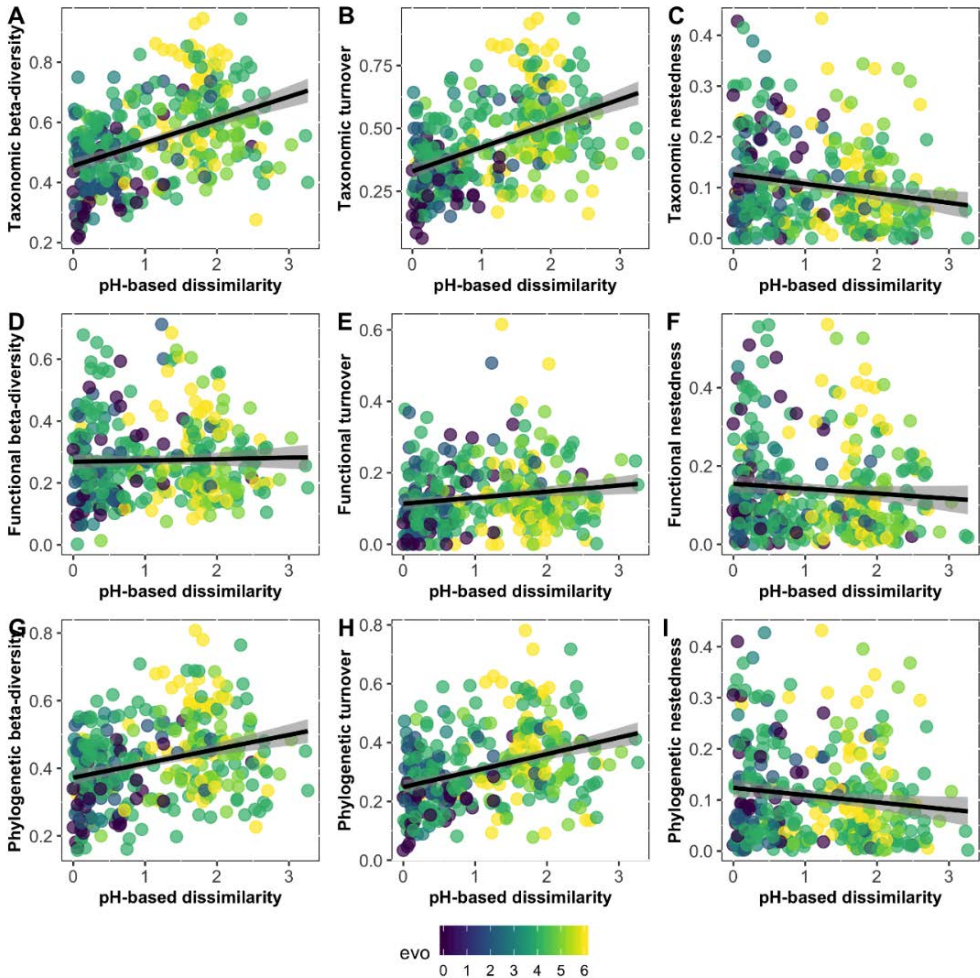 A
Taxonomic beta-diversity
0.8
0.6
0.4
0.2
0 1 2 3
pH-based dissimilarity
B
Taxonomic turnover
0.75
0.50
0.25
0 1 2 3
pH-based dissimilarity
C
Taxonomic nestedness
0.4
0.3
0.2
0.1
0.0
0 1 2 3
pH-based dissimilarity
D
Functional beta-diversity
0.6
0.4
0.2
0.0
0 1 2 3
pH-based dissimilarity
E
Functional turnover
0.6
0.4
0.2
0.0
0 1 2 3
pH-based dissimilarity
F
Functional nestedness
0.4
0.2
0.0
0 1 2 3
pH-based dissimilarity
G
Phylogenetic beta-diversity
0.8
0.6
0.4
0.2
0 1 2 3
pH-based dissimilarity
H
Phylogenetic turnover
0.8
0.6
0.4
0.2
0.0
0 1 2 3
pH-based dissimilarity
I
Phylogenetic nestedness
0.4
0.3
0.2
0.1
0.0
0 1 2 3
pH-based dissimilarity
evo
0 1 2 3 4 5 6